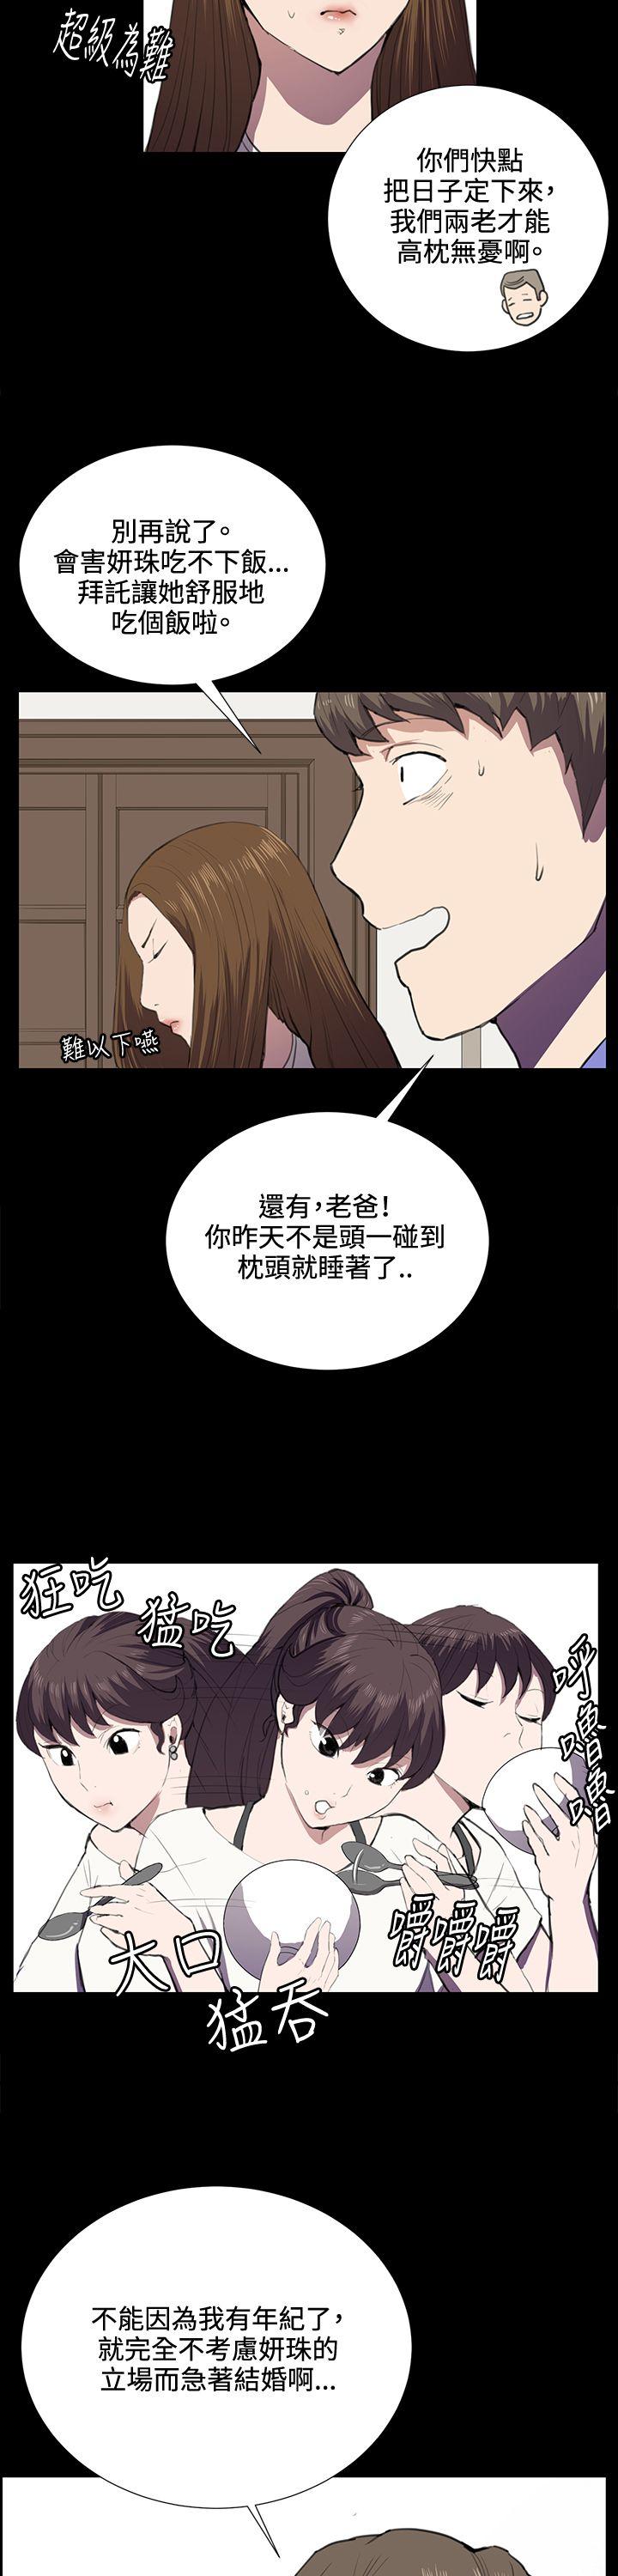 超級為難
你們快點
把日子定下來，
我們兩老才能
高枕無憂啊。
別再說了。
會害妍珠吃不下飯...
拜託讓她舒服地
吃個飯啦。
難以下嚥
還有，老爸！
你昨天不是頭一碰到
枕頭就睡著了..
狂吃
猛吃
呼嚕嚕
大口
嚼嚼嚼
猛吞
不能因為我有年紀了，
就完全不考慮妍珠的
立場而急著結婚啊...